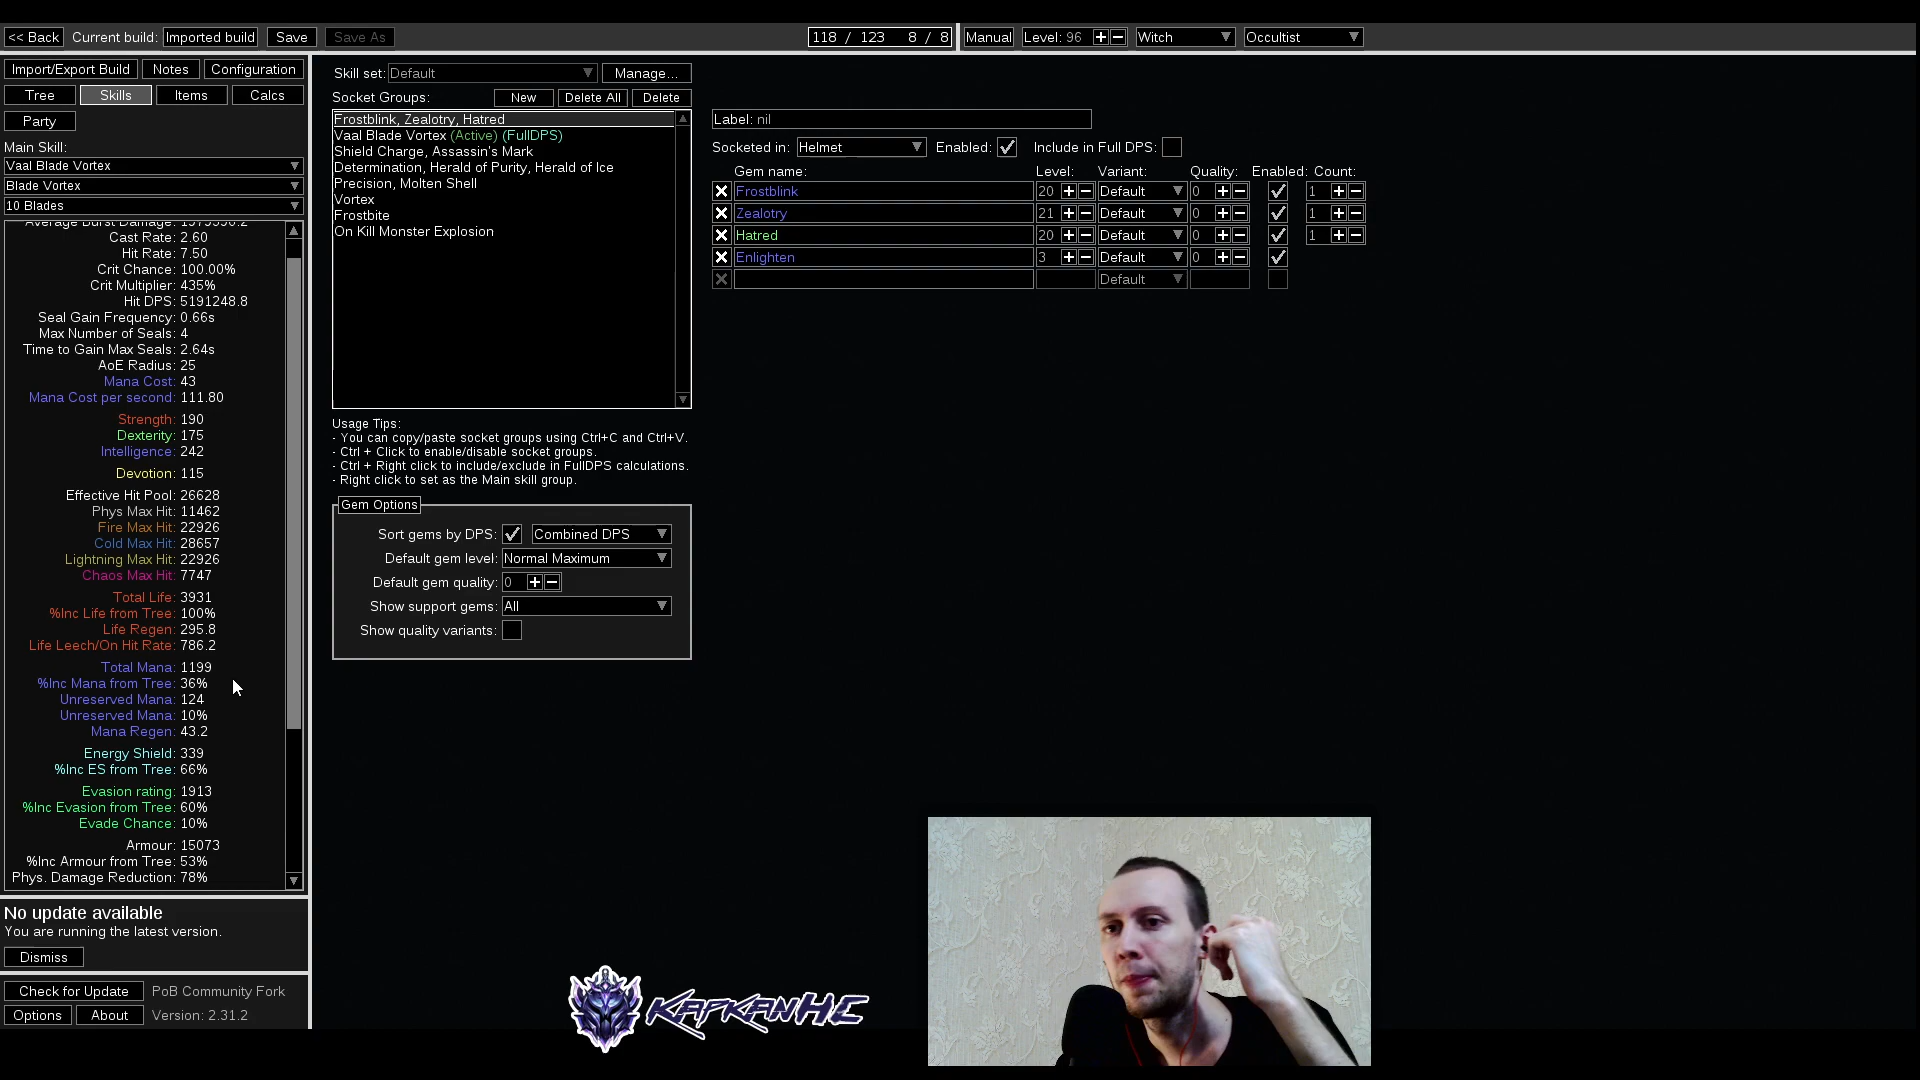 << Back Current build: Imported build Save Save As 118 / 123 8 / 8 Manual Level: 96 Witch Occultist
Import/Export Build Notes Configuration
Tree Skills Items Calcs
Party
Main Skill:
Vaal Blade Vortex
Blade Vortex
10 Blades
Cast Rate: 2.60
Hit Rate: 7.50
Crit Chance: 100.00%
Crit Multiplier: 435%
Hit DPS: 5191248.8
Seal Gain Frequency: 0.66s
Max Number of Seals: 4
Time to Gain Max Seals: 2.64s
AoE Radius: 25
Mana Cost: 43
Mana Cost per second: 111.80
Strength: 190
Dexterity: 175
Intelligence: 242
Devotion: 115
Effective Hit Pool: 26628
Phys Max Hit: 11462
Fire Max Hit: 22926
Cold Max Hit: 28657
Lightning Max Hit: 22926
Chaos Max Hit: 7747
Total Life: 3931
%Inc Life from Tree: 100%
Life Regen: 295.8
Life Leech/On Hit Rate: 786.2
Total Mana: 1199
%Inc Mana from Tree: 36%
Unreserved Mana: 124
Unreserved Mana: 10%
Mana Regen: 43.2
Energy Shield: 339
%Inc ES from Tree: 66%
Evasion rating: 1913
%Inc Evasion from Tree: 60%
Evade Chance: 10%
Armour: 15073
%Inc Armour from Tree: 53%
Phys. Damage Reduction: 78%
No update available
You are running the latest version.
Dismiss
Check for Update PoB Community Fork
Options About Version: 2.31.2
Skill set: Default Manage...
Socket Groups: New Delete All Delete
Frostblink, Zealotry, Hatred
Vaal Blade Vortex (Active) (FullDPS)
Shield Charge, Assassin's Mark
Determination, Herald of Purity, Herald of Ice
Precision, Molten Shell
Vortex
Frostbite
On Kill Monster Explosion
Usage Tips:
- You can copy/paste socket groups using Ctrl+C and Ctrl+V.
- Ctrl + Click to enable/disable socket groups.
- Ctrl + Right click to include/exclude in FullDPS calculations.
- Right click to set as the Main skill group.
Gem Options
Sort gems by DPS: Combined DPS
Default gem level: Normal Maximum
Default gem quality: 0
Show support gems: All
Show quality variants:
Label: nil
Socketed in: Helmet Enabled: Include in Full DPS:
Gem name: Level: Variant: Quality: Enabled: Count:
Frostblink 20 Default 0 1
Zealotry 21 Default 0 1
Hatred 20 Default 0 1
Enlighten 3 Default 0
Default
KAPKANHC